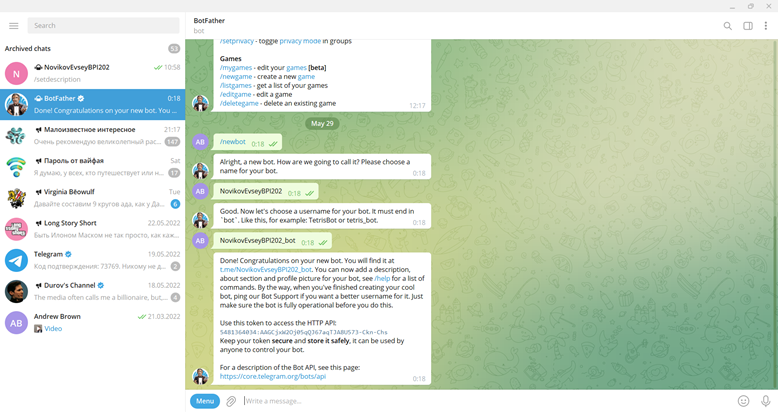 Search
Archived chats
53
NovikovEvseyBPI202
10:58
/setdescription
BotFather
0:18
Done! Congratulations on your new bot. You ...
Малоизвестное интересное
21:17
Очень рекомендую великолепный рас...
147
Пароль от вайфая
Sat
Я думаю, у всех, кто путешествует или н...
17
Virginia Bēowulf
Tue
Давайте составим 9 кругов ада, как у Да...
6
Long Story Short
22.05.2022
Быть Илоном Маском не так просто, как каж...
Telegram
19.05.2022
Код подтверждения: 73769. Никому не д...
2
Durov's Channel
18.05.2022
The media often calls me a billionaire, but,...
4
Andrew Brown
21.03.2022
Video
BotFather
bot
/setprivacy - toggle privacy mode in groups
Games
/mygames - edit your games [beta]
/newgame - create a new game
/listgames - get a list of your games
/editgame - edit a game
/deletegame - delete an existing game
12:17
May 29
/newbot
0:18
Alright, a new bot. How are we going to call it? Please choose a
name for your bot.
0:18
NovikovEvseyBPI202
0:18
Good. Now let's choose a username for your bot. It must end in
`bot`. Like this, for example: TetrisBot or tetris_bot.
0:18
NovikovEvseyBPI202_bot
0:18
Done! Congratulations on your new bot. You will find it at
t.me/NovikovEvseyBPI202_bot. You can now add a description,
about section and profile picture for your bot, see /help for a list of
commands. By the way, when you've finished creating your cool
bot, ping our Bot Support if you want a better username for it. Just
make sure the bot is fully operational before you do this.
Use this token to access the HTTP API:
Keep your token secure and store it safely, it can be used by
anyone to control your bot.
For a description of the Bot API, see this page:
https://core.telegram.org/bots/api
0:18
Menu
Write a message...
N
AB
AB
AB
AB